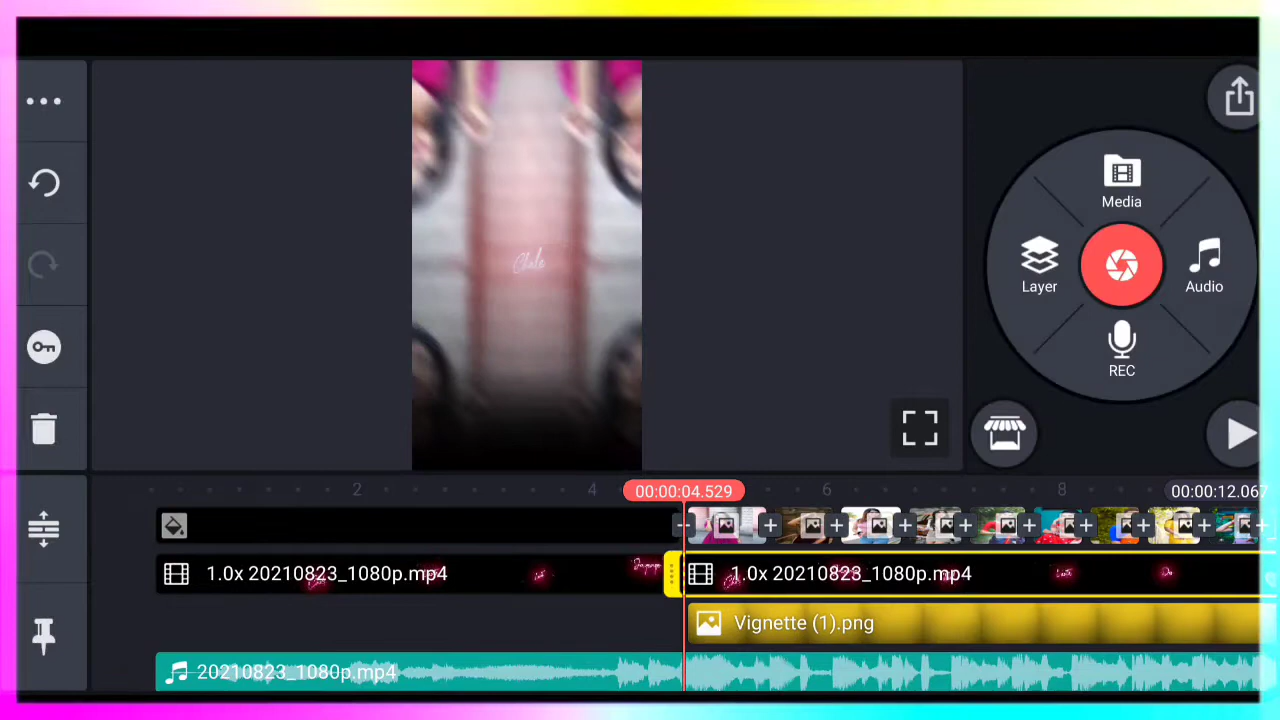 Media
Layer
Audio
REC
Chale
2
4
00:00:04.529
6
8
00:00:12.067
1.0x 20210823_1080p.mp4
1.0x 20210823_1080p.mp4
Vignette (1).png
20210823_1080p.mp4